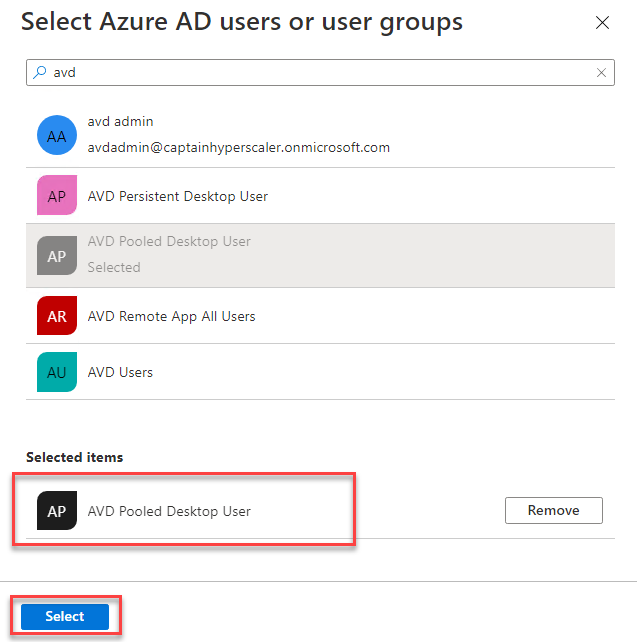 Select Azure AD users or user groups
avd
AA
avd admin
avdadmin@captainhyperscaler.onmicrosoft.com
AP
AVD Persistent Desktop User
AP
AVD Pooled Desktop User
Selected
AR
AVD Remote App All Users
AU
AVD Users
Selected items
AP
AVD Pooled Desktop User
Remove
Select